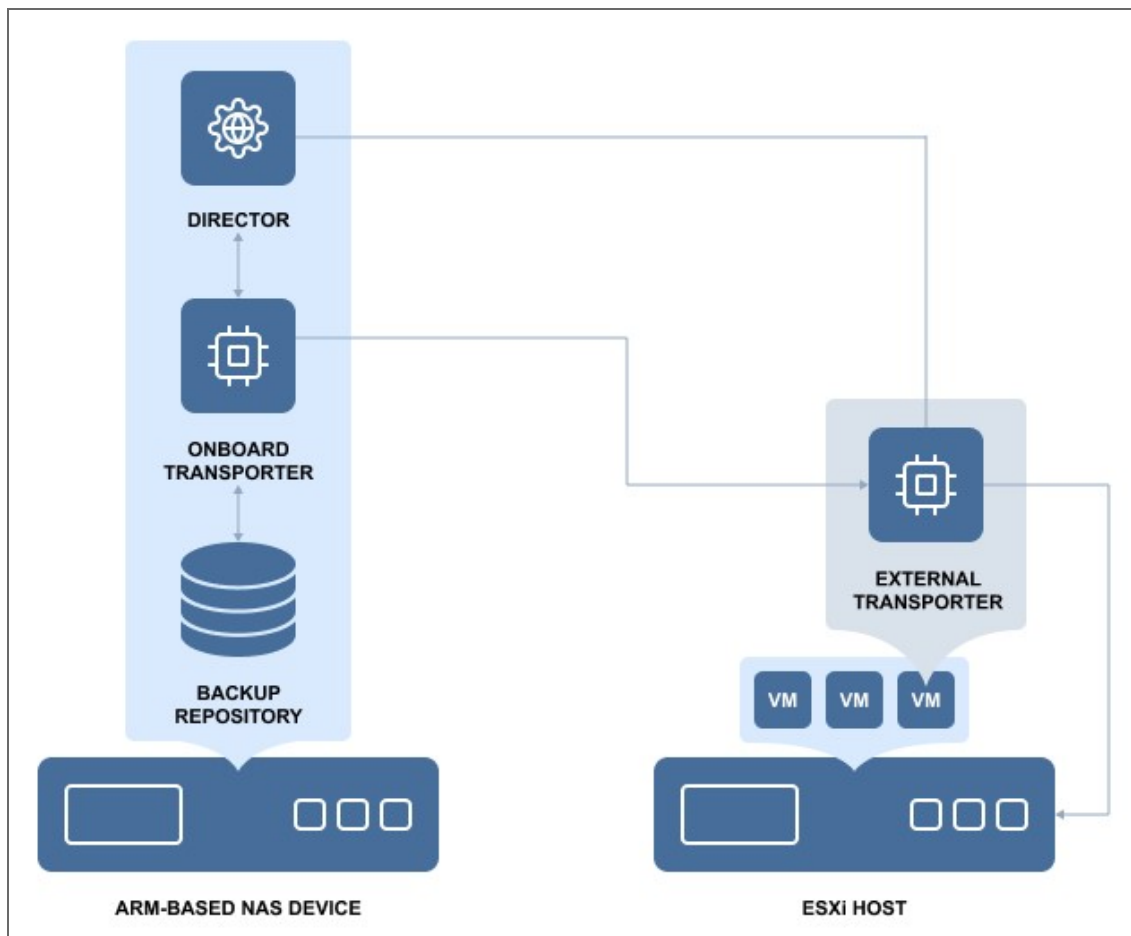 DIRECTOR
ONBOARD
TRANSPORTER
BACKUP
REPOSITORY
ARM-BASED NAS DEVICE
EXTERNAL
TRANSPORTER
VM
VM
VM
ESXi HOST